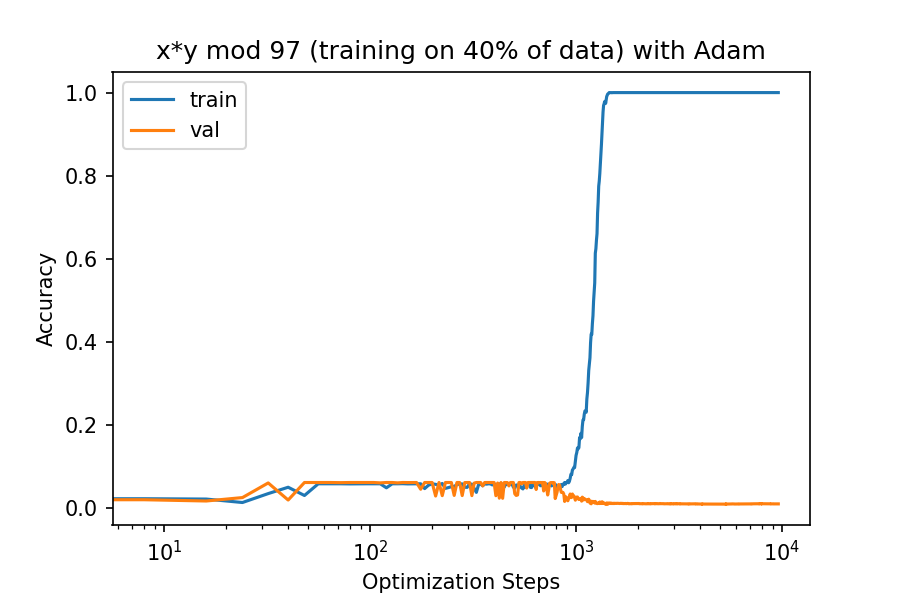 x*y mod 97 (training on 40% of data) with Adam
train
val
1.0
0.8
0.6
0.4
0.2
0.0
Accuracy
10¹ 10² 10³ 10⁴
Optimization Steps